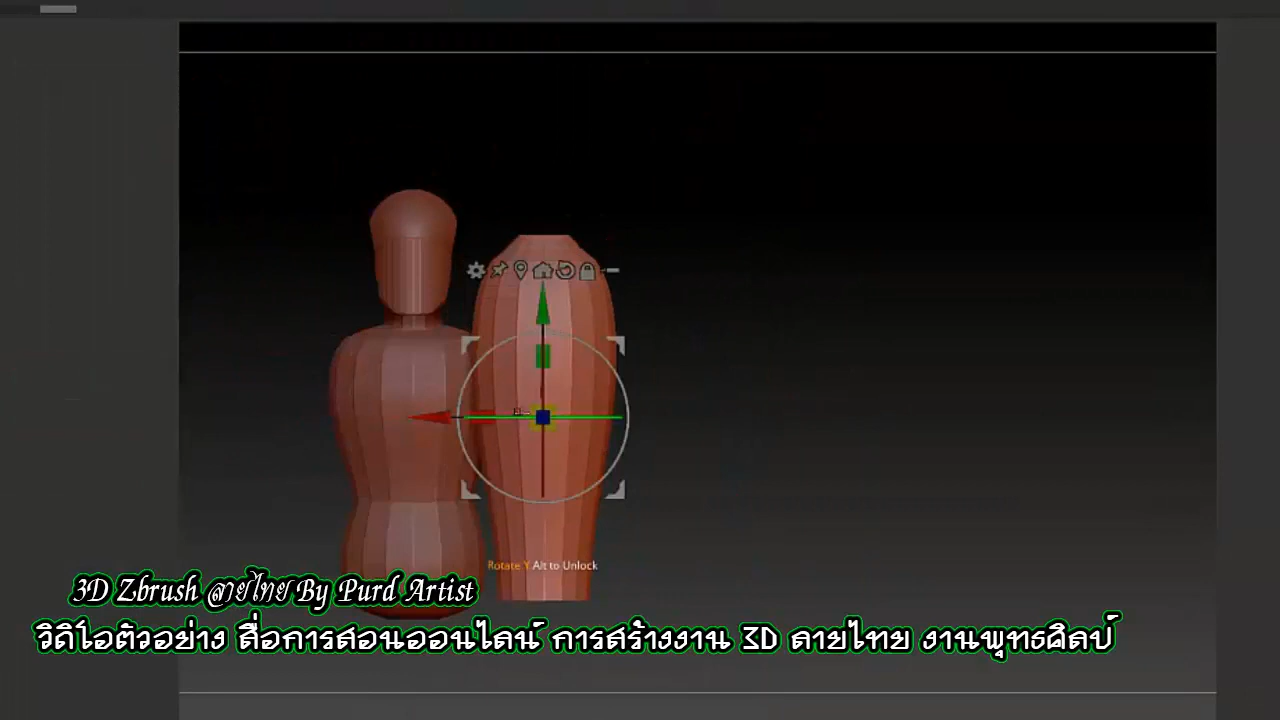 Rotate Y Alt to Unlock
3D Zbrush ลายไทย By Purd Artist
วิดีโอตัวอย่าง สื่อการสอนออนไลน์ การสร้างงาน 3D ลายไทย งานพุทธศิลป์